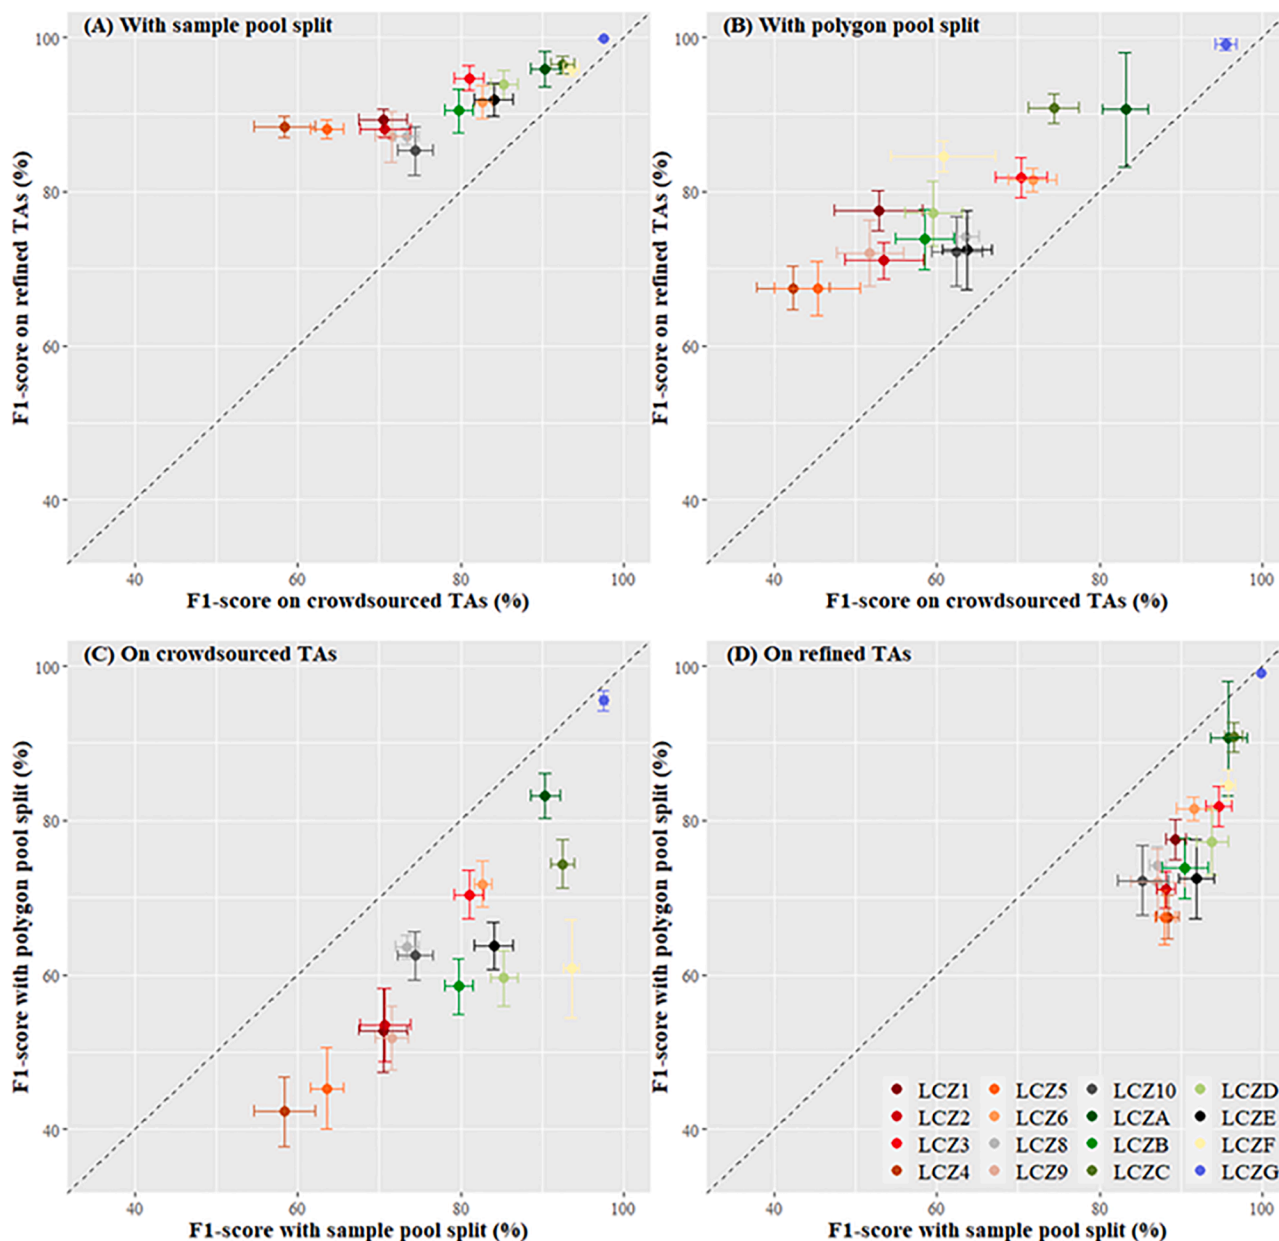 (A) With sample pool split
100
80
60
40
F1-score on refined TAs (%)
40 60 80 100
F1-score on crowdsourced TAs (%)
(B) With polygon pool split
100
80
60
40
F1-score on refined TAs (%)
40 60 80 100
F1-score on crowdsourced TAs (%)
(C) On crowdsourced TAs
100
80
60
40
F1-score with polygon pool split (%)
40 60 80 100
F1-score with sample pool split (%)
(D) On refined TAs
100
80
60
40
F1-score with polygon pool split (%)
40 60 80 100
F1-score with sample pool split (%)
LCZ1 LCZ5 LCZ10 LCZD
LCZ2 LCZ6 LCZA LCZE
LCZ3 LCZ8 LCZB LCZF
LCZ4 LCZ9 LCZC LCZG